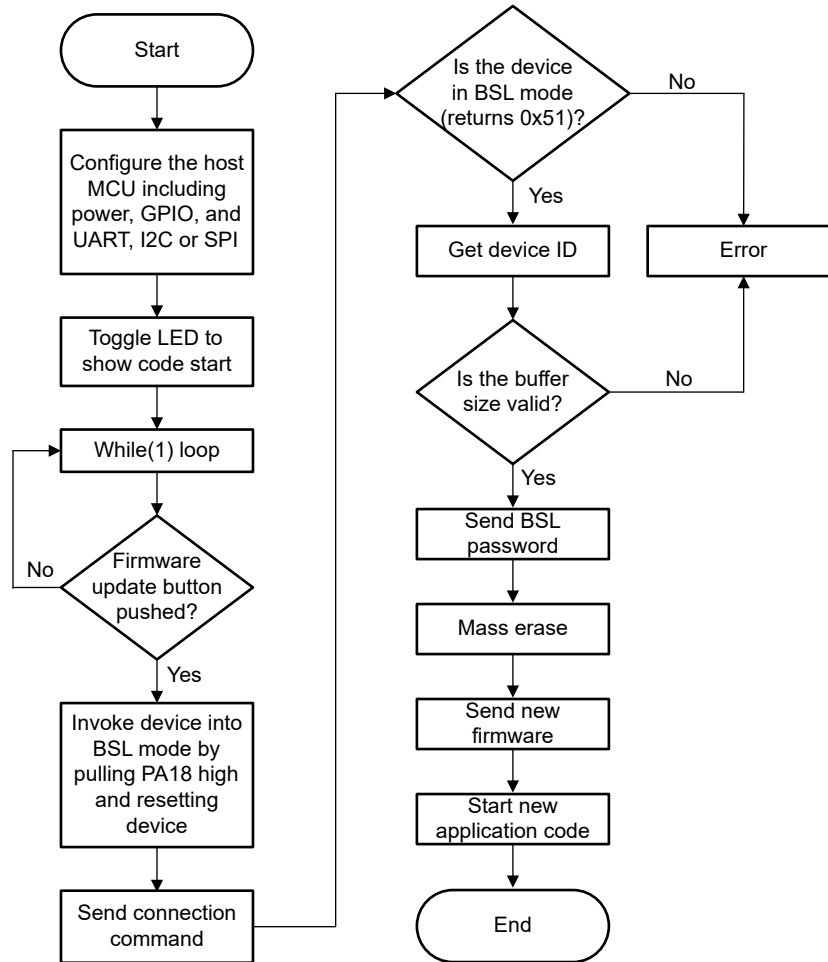 Start
Configure the host
MCU including
power, GPIO, and
UART, I2C or SPI
Toggle LED to
show code start
While(1) loop
Firmware
update button
pushed?
No
Yes
Invoke device into
BSL mode by
pulling PA18 high
and resetting
device
Send connection
command
Is the device
in BSL mode
(returns 0x51)?
No
Yes
Get device ID
Error
Is the buffer
size valid?
No
Yes
Send BSL
password
Mass erase
Send new
firmware
Start new
application code
End